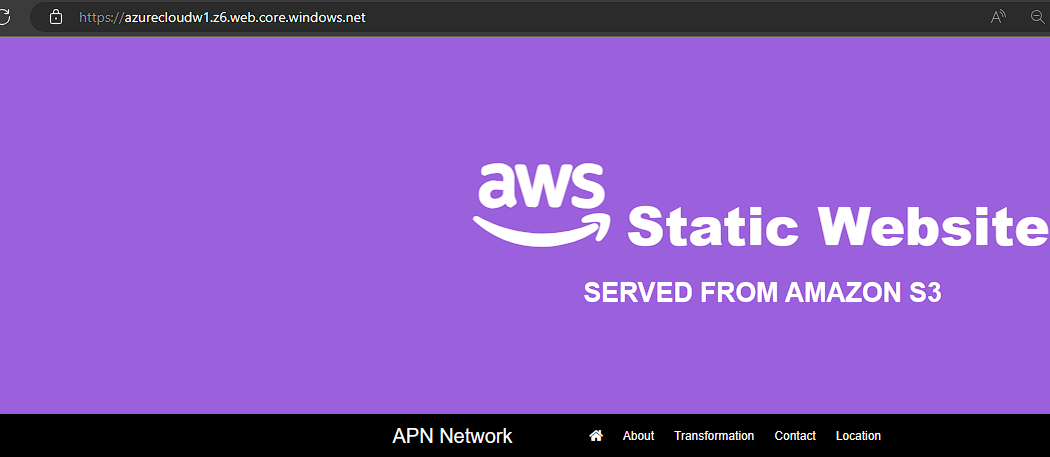 https://azurecloudw1.z6.web.core.windows.net
aws Static Website
SERVED FROM AMAZON S3
APN Network About Transformation Contact Location